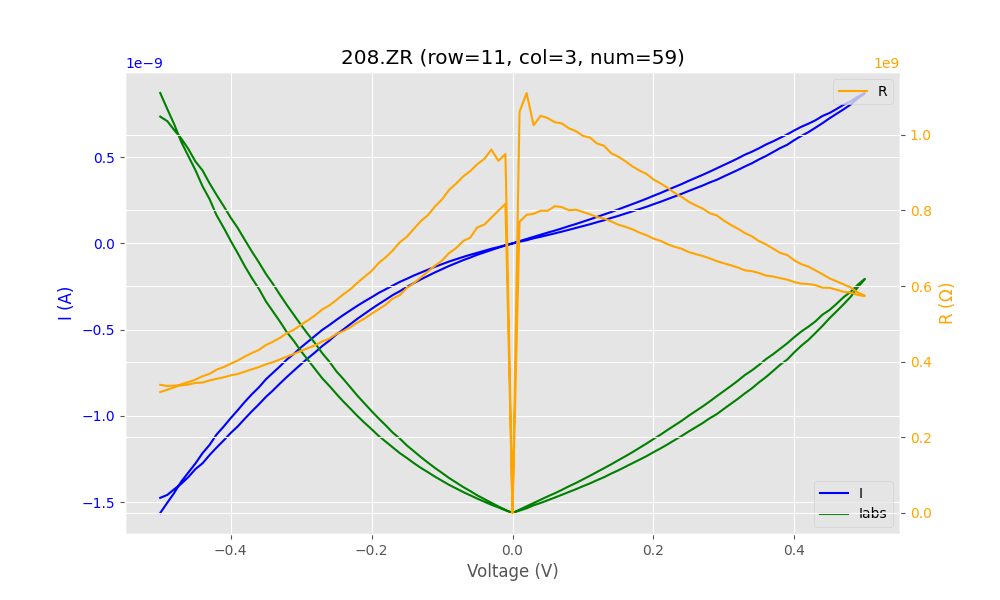 208.ZR (row=11, col=3, num=59)
1e−9
1e9
R
0.5
0.0
−0.5
−1.0
−1.5
I (A)
1.0
0.8
0.6
0.4
0.2
0.0
R (Ω)
I
Iabs
−0.4
−0.2
0.0
0.2
0.4
Voltage (V)